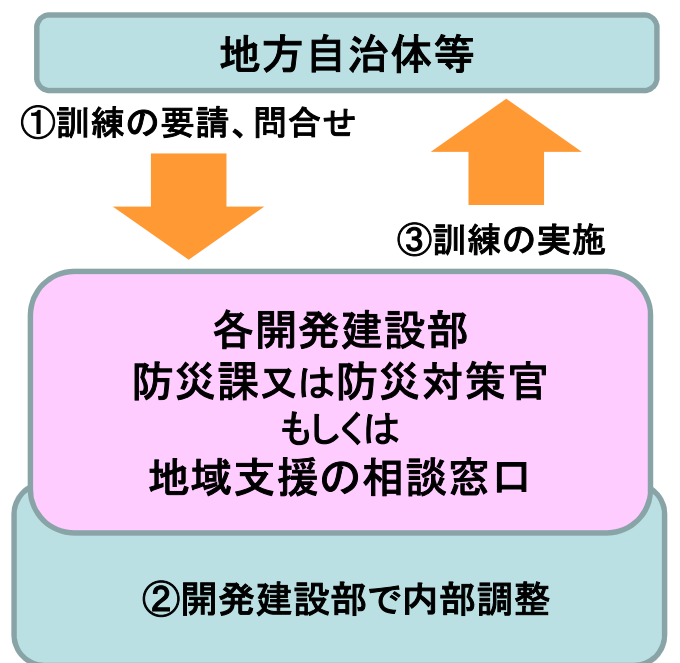 地方自治体等
①訓練の要請、問合せ
③訓練の実施
各開発建設部
防災課又は防災対策官
もしくは
地域支援の相談窓口
②開発建設部で内部調整